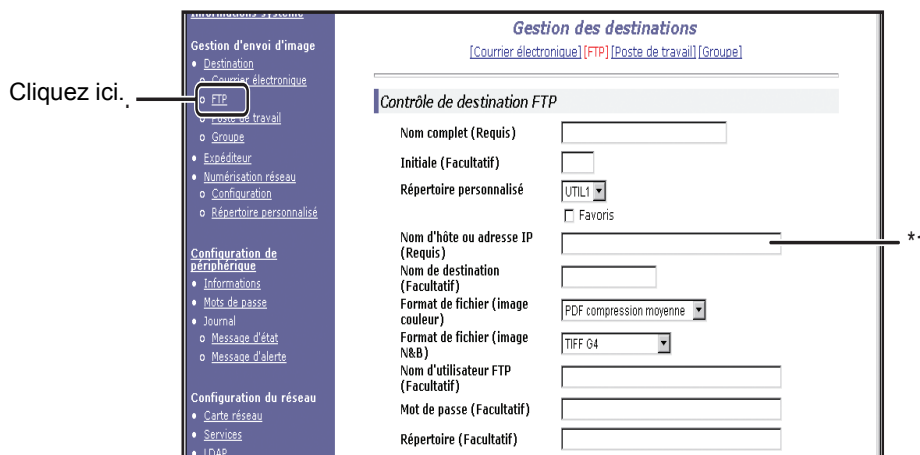 Informations système
Gestion d'envoi d'image
Destination
Courrier électronique
FTP
Poste de travail
Groupe
Expéditeur
Numérisation réseau
Configuration
Répertoire personnalisé
Configuration de
périphérique
Informations
Mots de passe
Journal
Message d'état
Message d'alerte
Configuration du réseau
Carte réseau
Services
LDAP
Cliquez ici.
Gestion des destinations
[Courrier électronique] [FTP] [Poste de travail] [Groupe]
Contrôle de destination FTP
Nom complet (Requis)
Initiale (Facultatif)
Répertoire personnalisé UTIL1
Favoris
Nom d'hôte ou adresse IP
(Requis)
Nom de destination
(Facultatif)
Format de fichier (image
couleur) PDF compression moyenne
Format de fichier (image
N&B) TIFF G4
Nom d'utilisateur FTP
(Facultatif)
Mot de passe (Facultatif)
Répertoire (Facultatif)